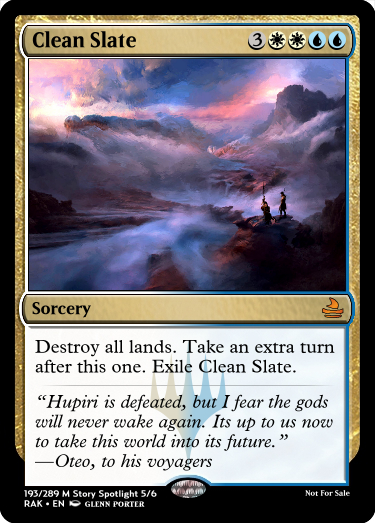 Clean Slate 3
Sorcery
Destroy all lands. Take an extra turn
after this one. Exile Clean Slate.
“Hupiri is defeated, but I fear the gods
will never wake again. Its up to us now
to take this world into its future.”
—Oteo, to his voyagers
193/289 M Story Spotlight 5/6
RAK • EN GLENN PORTER
Not For Sale